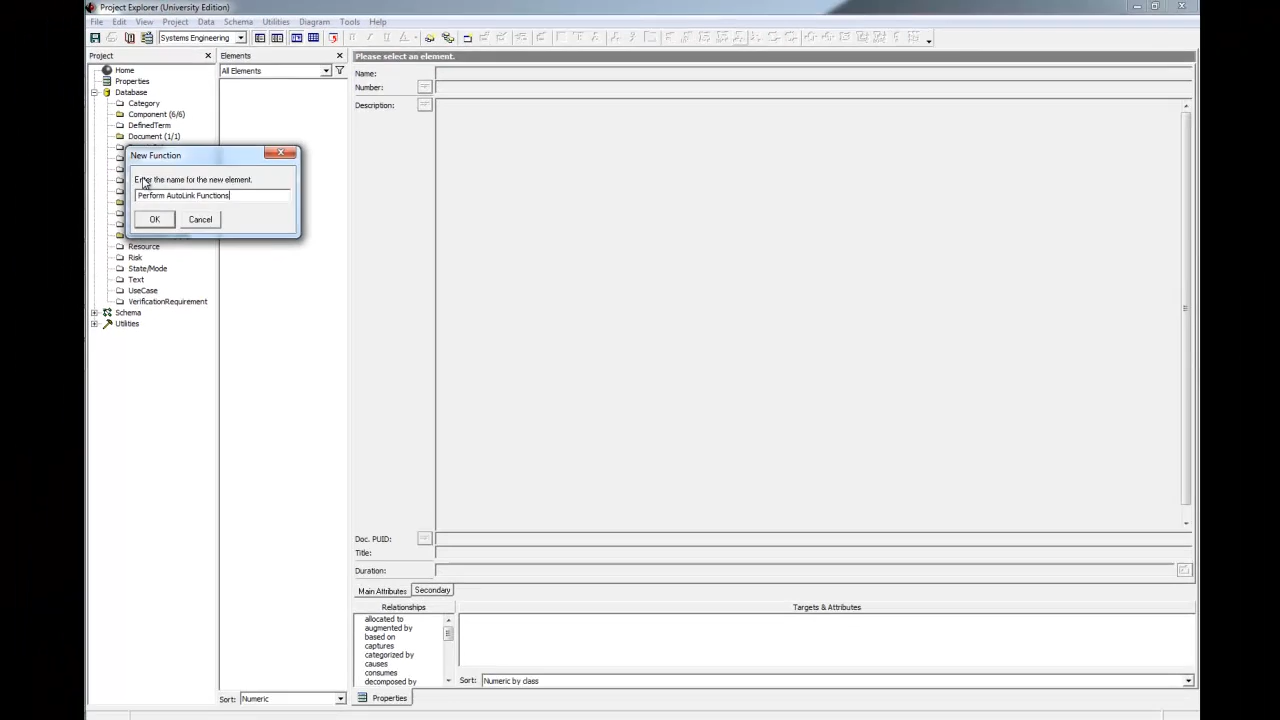 Project Explorer (University Edition)
File Edit View Project Data Schema Utilities Diagram Tools Help
Systems Engineering
Project
Elements
Please select an element.
Home
Properties
Database
Category
Component (6/6)
DefinedTerm
Document (1/1)
Resource
Risk
State/Mode
Text
UseCase
VerificationRequirement
Schema
Utilities
All Elements
New Function
Enter the name for the new element.
Perform AutoLink Functions
OK Cancel
Name:
Number:
Description:
Doc. PUID:
Title:
Duration:
Main Attributes Secondary
Relationships
Targets & Attributes
allocated to
augmented by
based on
captures
categorized by
causes
consumes
decomposed by
Sort: Numeric by class
Sort: Numeric
Properties